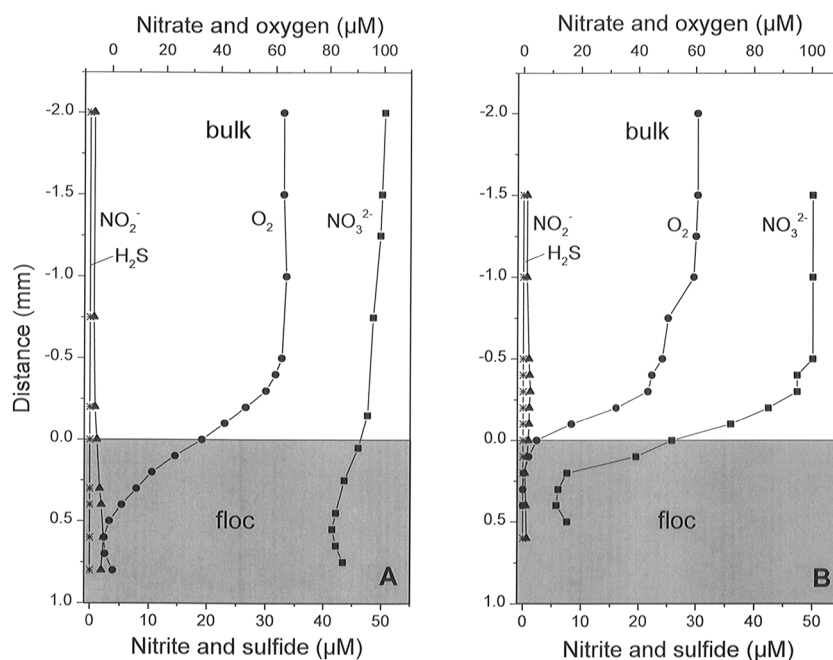 Nitrate and oxygen (µM)
0 20 40 60 80 100
Distance (mm)
-2.0
-1.5
-1.0
-0.5
0.0
0.5
1.0
bulk
NO₂⁻
H₂S
O₂
NO₃²⁻
floc
A
0 10 20 30 40 50
Nitrite and sulfide (µM)
Nitrate and oxygen (µM)
0 20 40 60 80 100
-2.0
-1.5
-1.0
-0.5
0.0
0.5
1.0
bulk
NO₂⁻
H₂S
O₂
NO₃²⁻
floc
B
0 10 20 30 40 50
Nitrite and sulfide (µM)